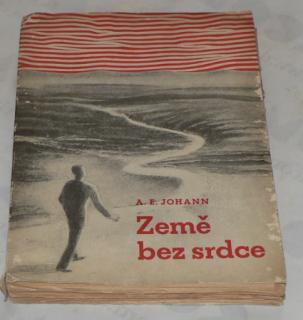 A. E. JOHANN
Země
bez srdce